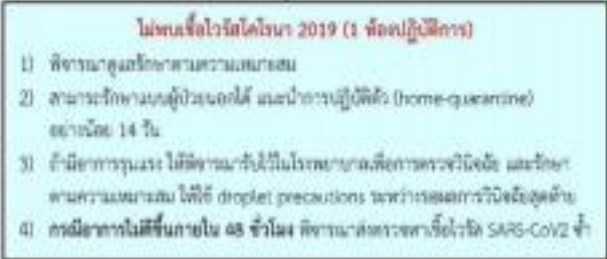 ไม่พบเชื้อไวรัสโคโรนา 2019 (1 ห้องปฏิบัติการ)
1) พิจารณาดูแลรักษาตามความเหมาะสม
2) สามารถรักษาแบบผู้ป่วยนอกได้ แนะนำการปฏิบัติตัว (home-quarantine)
อย่างน้อย 14 วัน
3) ถ้ามีอาการรุนแรง ให้พิจารณารับไว้ในโรงพยาบาลเพื่อการตรวจวินิจฉัย และรักษา
ตามความเหมาะสม ให้ใช้ droplet precautions ระหว่างรอผลการวินิจฉัยสุดท้าย
4) กรณีอาการไม่ดีขึ้นภายใน 48 ชั่วโมง พิจารณาส่งตรวจหาเชื้อไวรัส SARS-CoV2 ซ้ำ